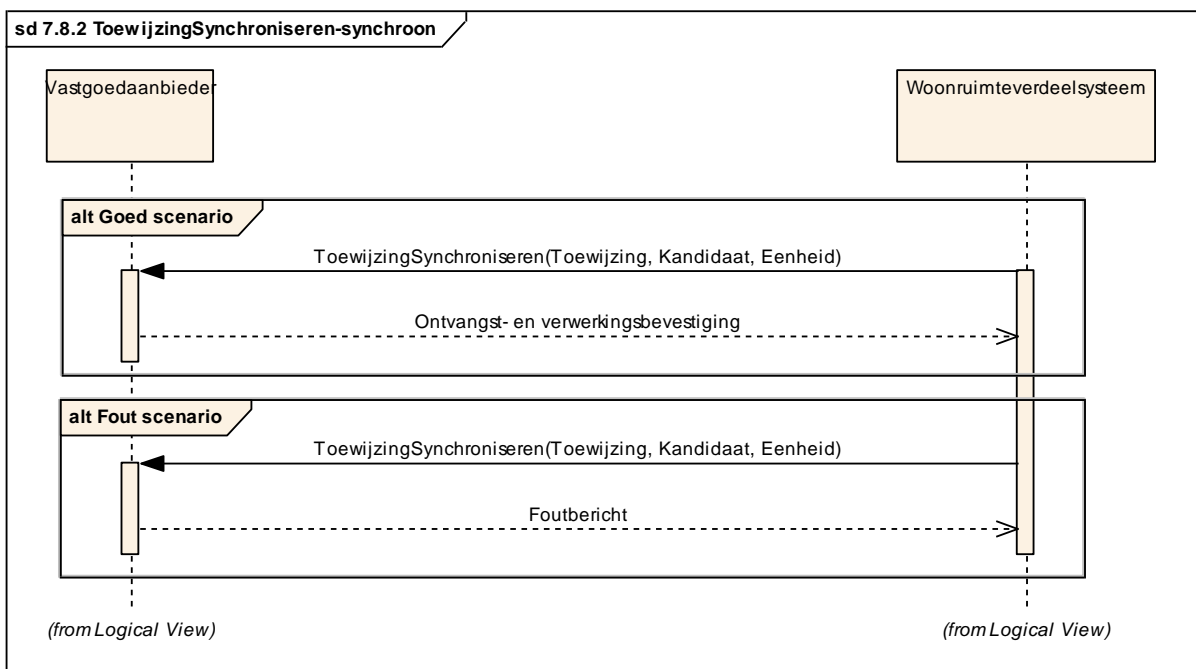 sd 7.8.2 ToewijzingSynchroniseren-synchroon
Vastgoedaanbieder
Woonruimteverdeelsysteem
alt Goed scenario
ToewijzingSynchroniseren(Toewijzing, Kandidaat, Eenheid)
Ontvangst- en verwerkingsbevestiging
alt Fout scenario
ToewijzingSynchroniseren(Toewijzing, Kandidaat, Eenheid)
Foutbericht
(from Logical View)
(from Logical View)